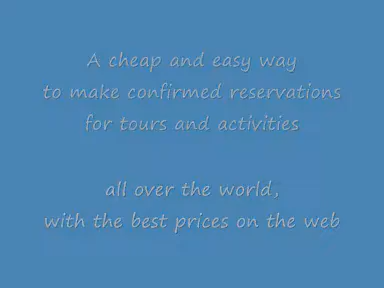 A cheap and easy way
to make confirmed reservations
for tours and activities
all over the world,
with the best prices on the web